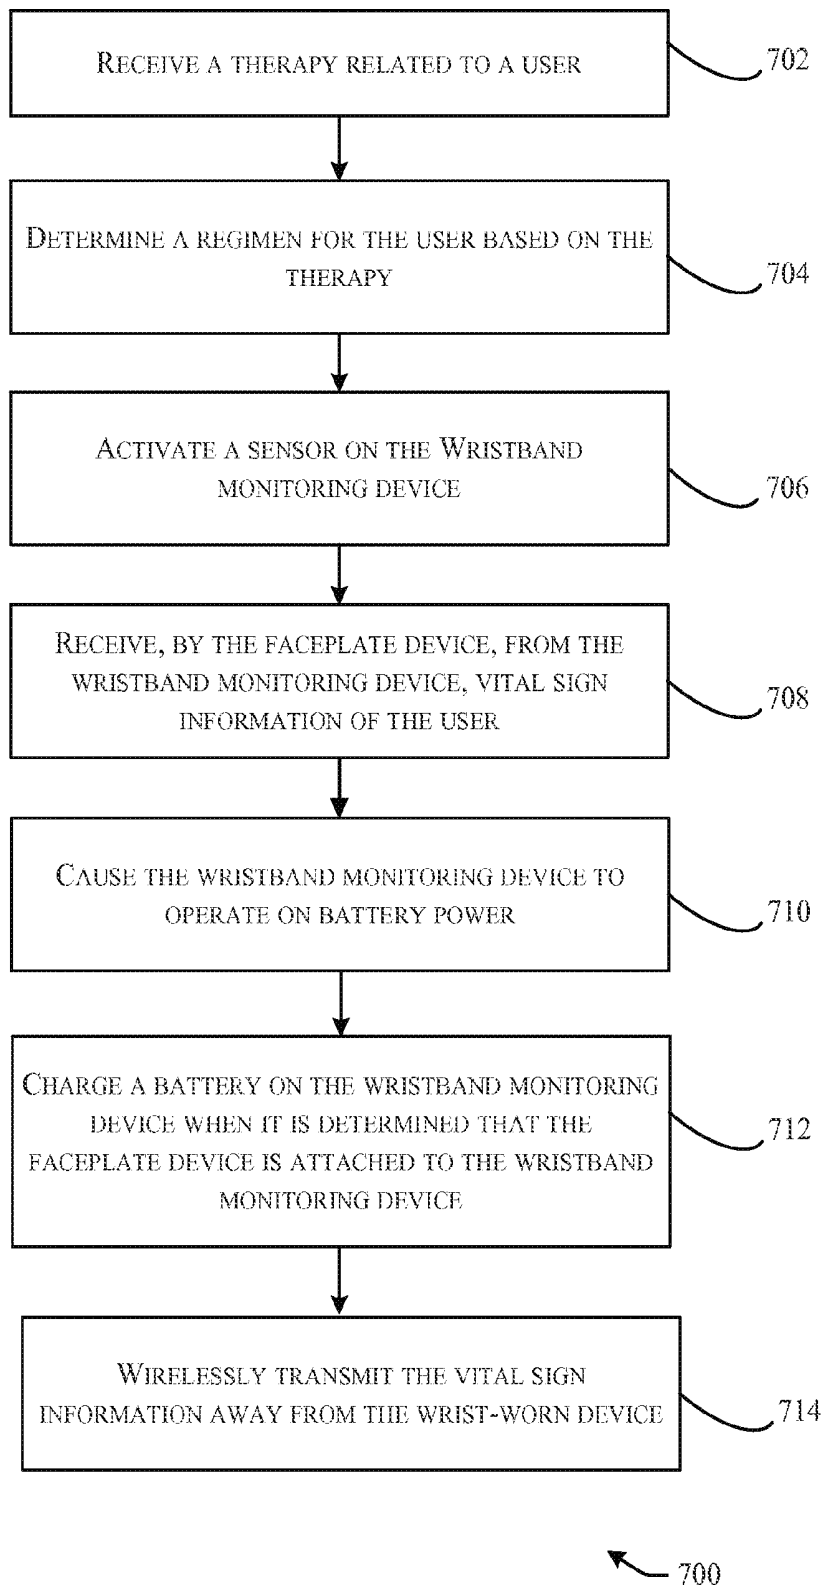 RECEIVE A THERAPY RELATED TO A USER
702
DETERMINE A REGIMEN FOR THE USER BASED ON THE
THERAPY
704
ACTIVATE A SENSOR ON THE WRISTBAND
MONITORING DEVICE
706
RECEIVE, BY THE FACEPLATE DEVICE, FROM THE
WRISTBAND MONITORING DEVICE, VITAL SIGN
INFORMATION OF THE USER
708
CAUSE THE WRISTBAND MONITORING DEVICE TO
OPERATE ON BATTERY POWER
710
CHARGE A BATTERY ON THE WRISTBAND MONITORING
DEVICE WHEN IT IS DETERMINED THAT THE
FACEPLATE DEVICE IS ATTACHED TO THE WRISTBAND
MONITORING DEVICE
712
WIRELESSLY TRANSMIT THE VITAL SIGN
INFORMATION AWAY FROM THE WRIST-WORN DEVICE
714
700